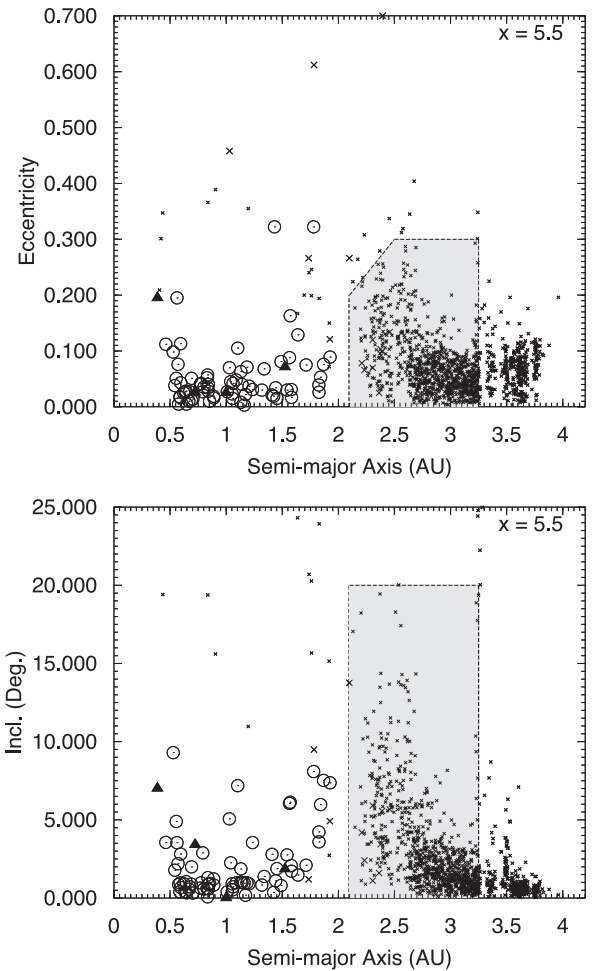 0.700
x = 5.5
0.600
0.500
0.400
Eccentricity
0.300
0.200
0.100
0.000
0 0.5 1 1.5 2 2.5 3 3.5 4
Semi-major Axis (AU)
25.000
x = 5.5
20.000
15.000
Incl. (Deg.)
10.000
5.000
0.000
0 0.5 1 1.5 2 2.5 3 3.5 4
Semi-major Axis (AU)